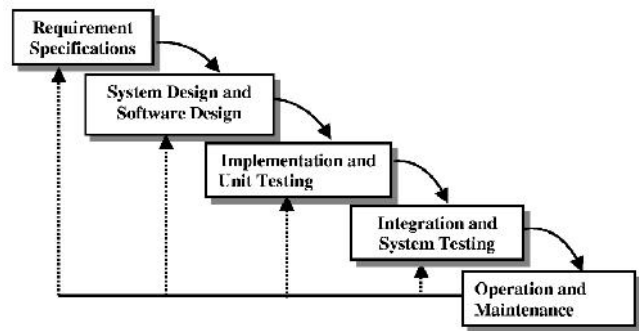 Requirement
Specifications
System Design and
Software Design
Implementation and
Unit Testing
Integration and
System Testing
Operation and
Maintenance